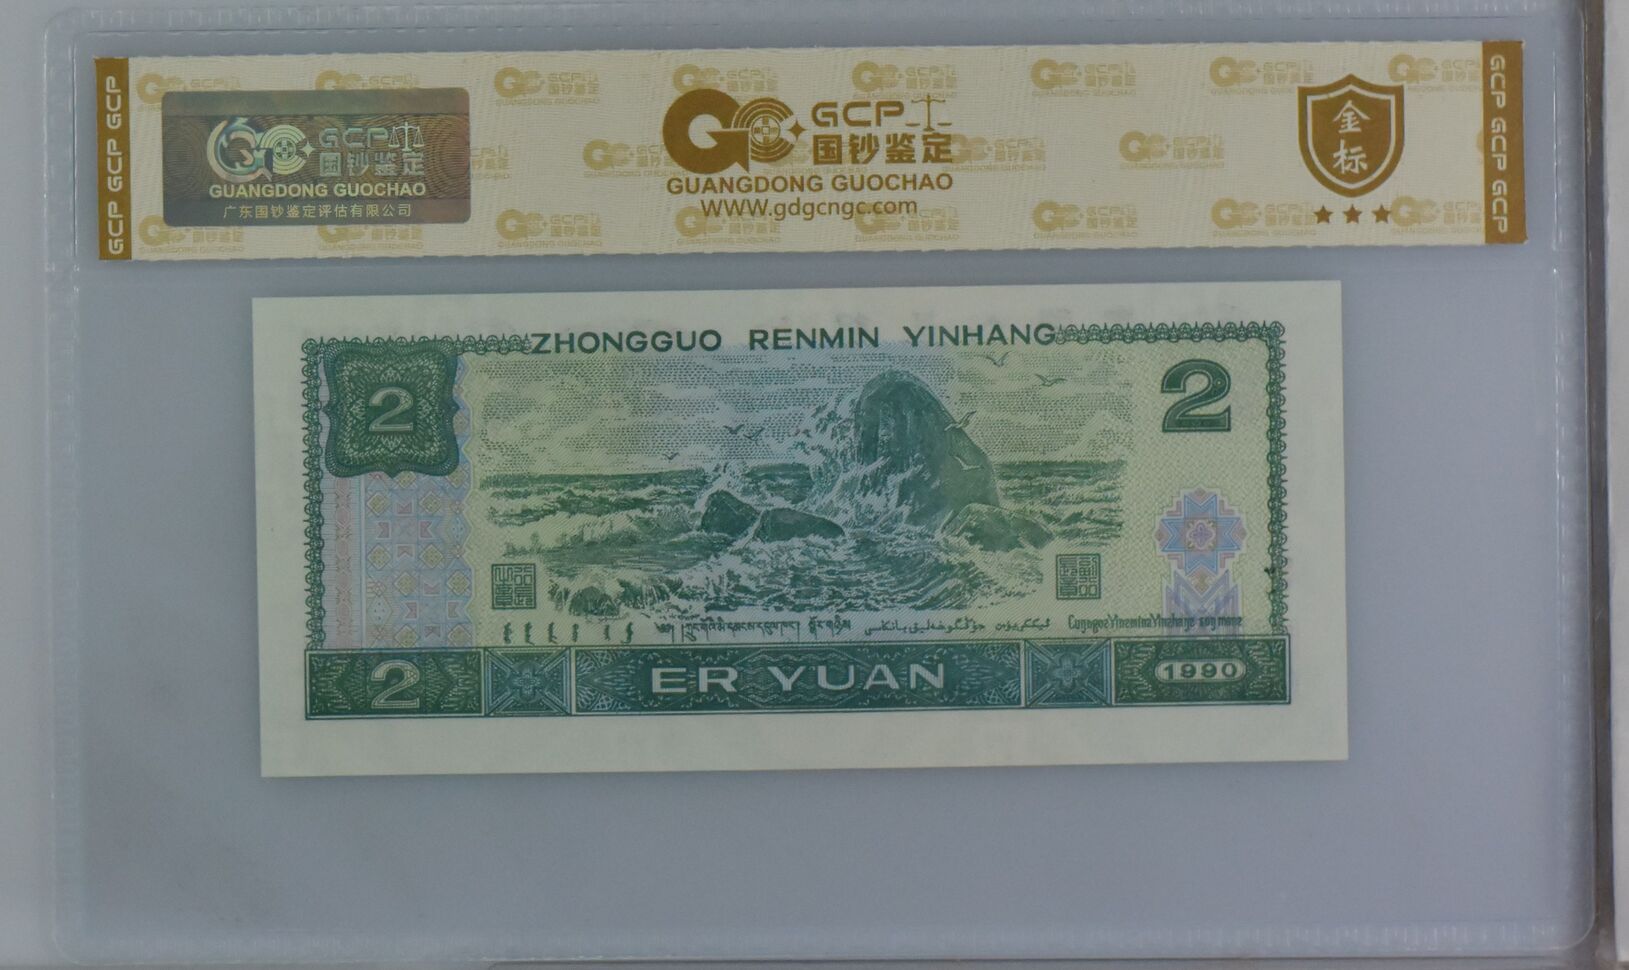 GCP GCP GCP
GCP 国钞鉴定
GUANGDONG GUOCHAO
广东国钞鉴定评估有限公司
GCP
国钞鉴定
GUANGDONG GUOCHAO
WWW.gdgcngc.com
金标
GCP GCP GCP
ZHONGGUO RENMIN YINHANG
2
2
2
ER YUAN
1990